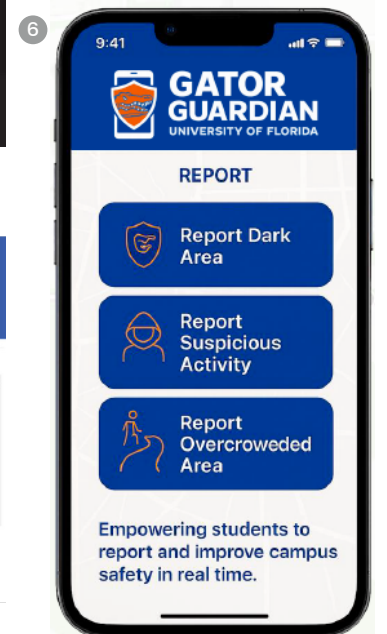 6
9:41
GATOR
GUARDIAN
UNIVERSITY OF FLORIDA
REPORT
Report Dark
Area
Report
Suspicious
Activity
Report
Overcroweded
Area
Empowering students to
report and improve campus
safety in real time.